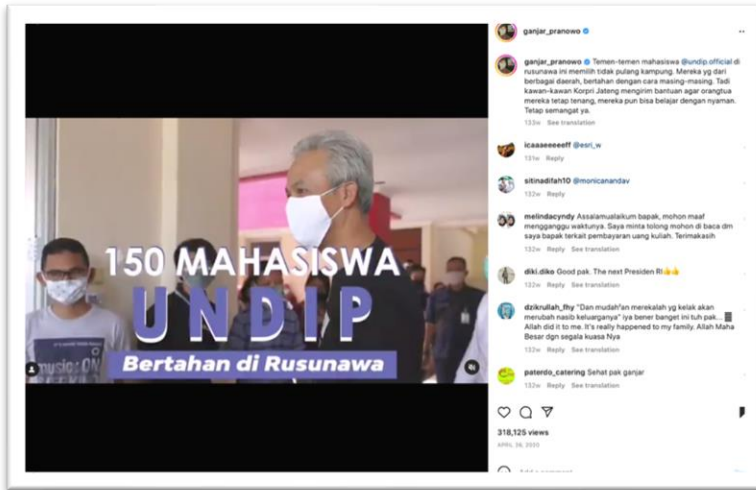 150 MAHASISWA
UNDIP
Bertahan di Rusunawa
music: ON
ganjar_pranowo
ganjar_pranowo Temen-temen mahasiswa @undip.official di
rusunawa ini memilih tidak pulang kampung. Mereka yg dari
berbagai daerah, bertahan dengan cara masing-masing. Tadi
kawan-kawan Korpri Jateng mengirim bantuan agar orangtua
mereka tetap tenang, mereka pun bisa belajar dengan nyaman.
Tetap semangat ya.
133w See translation
icaaaeeeeeff @esri_w
131w Reply
sitinadifah10 @monicanandav
132w Reply
melindacyndy Assalamualaikum bapak, mohon maaf
mengganggu waktunya. Saya minta tolong mohon di baca dm
saya bapak terkait pembayaran uang kuliah. Terimakasih
132w Reply See translation
diki.diko Good pak. The next Presiden RI👍👍
132w Reply See translation
dzikrullah_fhy "Dan mudah²an merekalah yg kelak akan
merubah nasib keluarganya" iya bener banget ini tuh pak...
Allah did it to me. It's really happened to my family. Allah Maha
Besar dgn segala kuasa Nya
132w Reply See translation
paterdo_catering Sehat pak ganjar
132w Reply See translation
318,125 views
APRIL 28, 2020